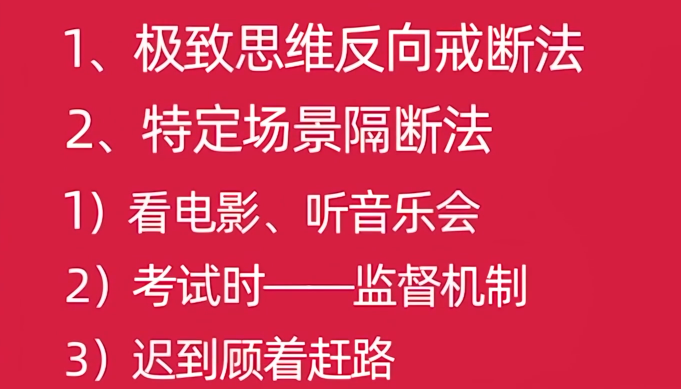 1、极致思维反向戒断法
2、特定场景隔断法
1）看电影、听音乐会
2）考试时——监督机制
3）迟到顾着赶路